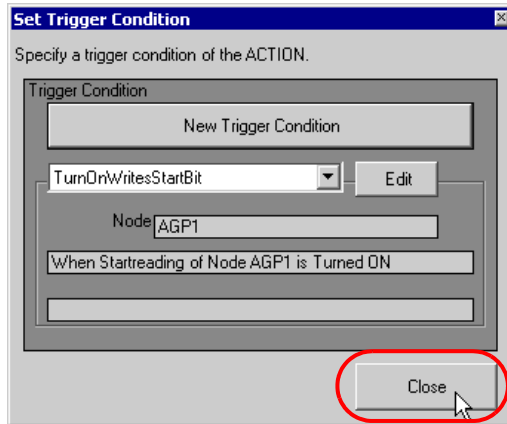 Set Trigger Condition
Specify a trigger condition of the ACTION.
Trigger Condition
New Trigger Condition
TurnOnWritesStartBit
Edit
Node AGP1
When Startreading of Node AGP1 is Turned ON
Close